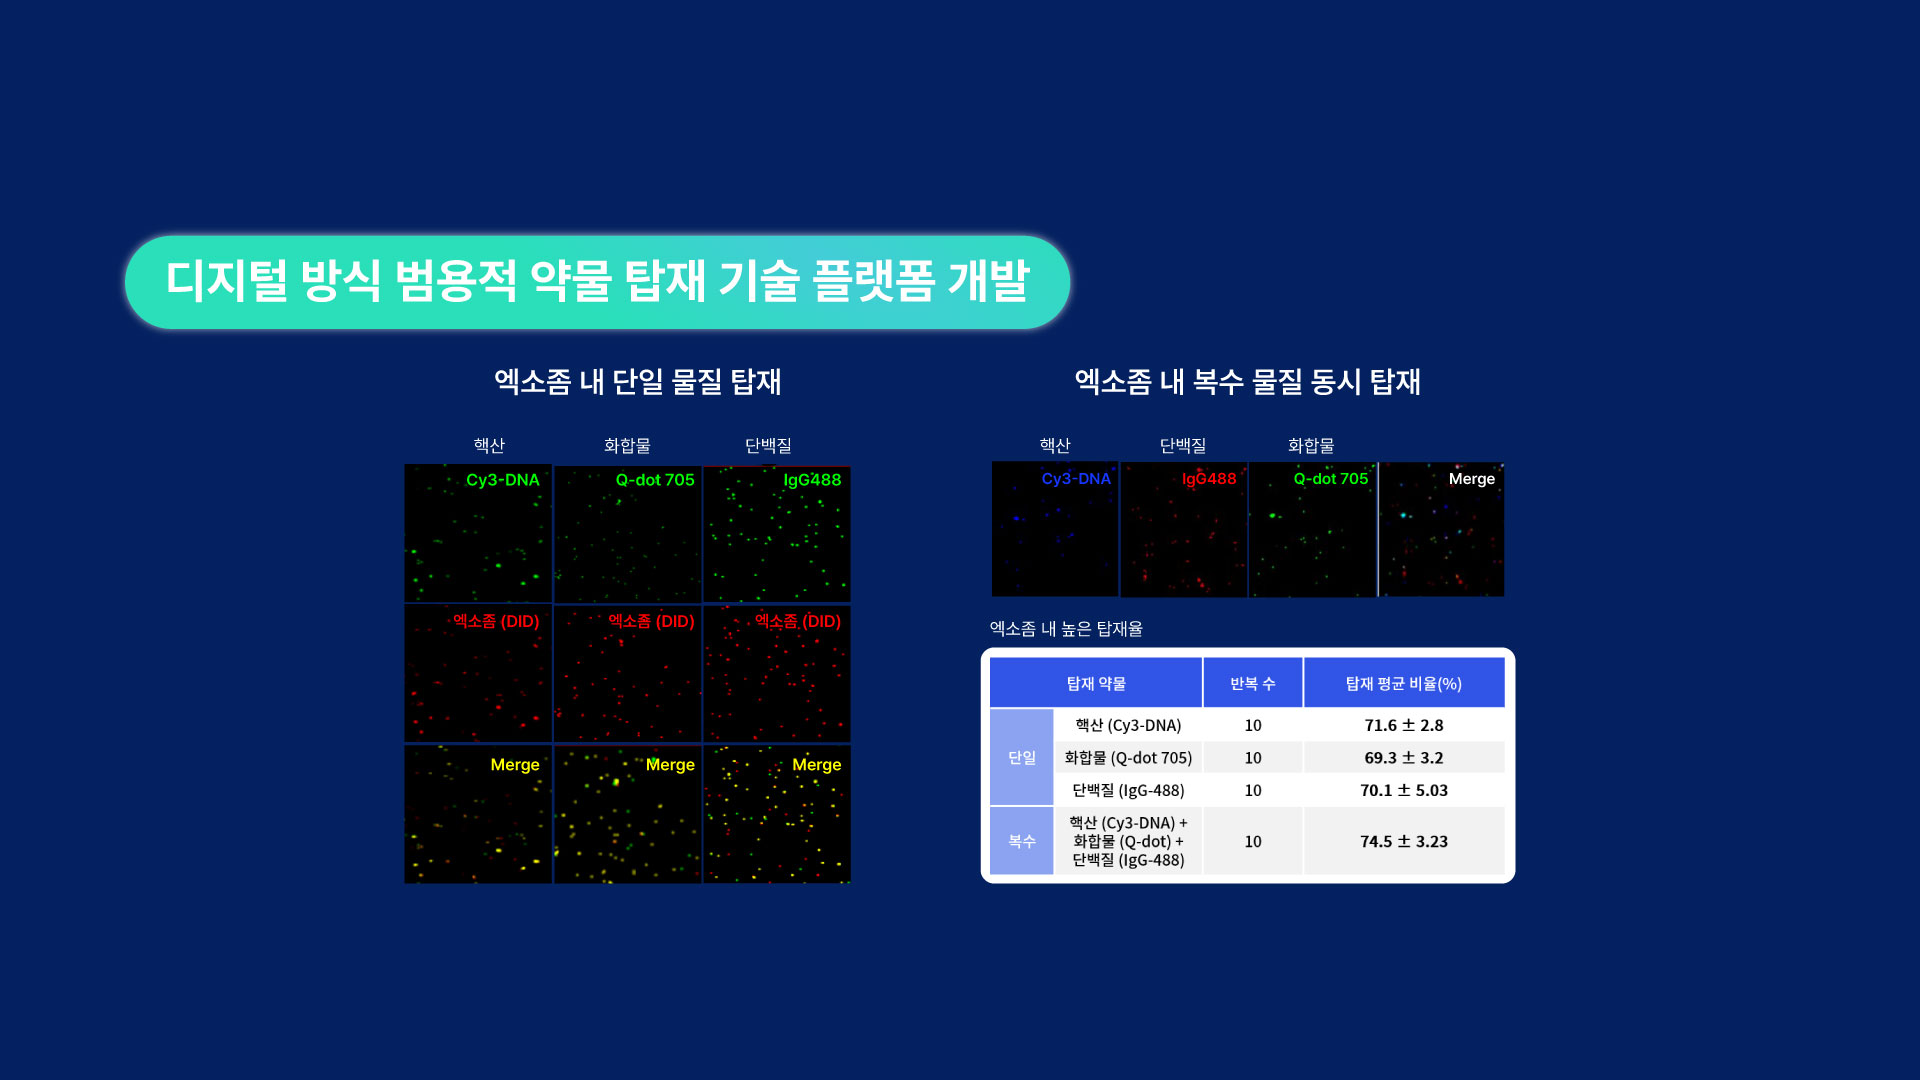 디지털 방식 범용적 약물 탑재 기술 플랫폼 개발
엑소좀 내 단일 물질 탑재
핵산 화합물 단백질
Cy3-DNA Q-dot 705 IgG488
엑소좀 (DID) 엑소좀 (DID) 엑소좀 (DID)
Merge Merge Merge
엑소좀 내 복수 물질 동시 탑재
핵산 단백질 화합물
Cy3-DNA IgG488 Q-dot 705 Merge
엑소좀 내 높은 탑재율
탑재 약물 반복 수 탑재 평균 비율(%)
단일
핵산 (Cy3-DNA) 10 71.6 ± 2.8
화합물 (Q-dot 705) 10 69.3 ± 3.2
단백질 (IgG-488) 10 70.1 ± 5.03
복수
핵산 (Cy3-DNA) +
화합물 (Q-dot) +
단백질 (IgG-488)
10 74.5 ± 3.23